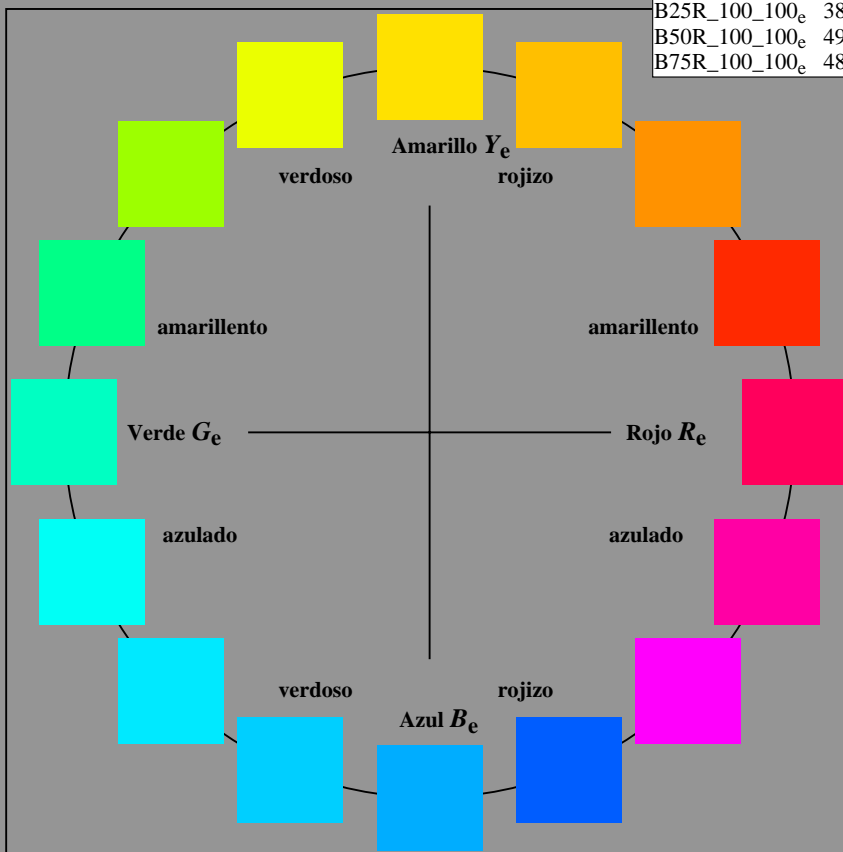 B25R_100_100e 38
B50R_100_100e 49
B75R_100_100e 48
Amarillo Ye
verdoso rojizo
amarillento amarillento
Verde Ge Rojo Re
azulado azulado
verdoso rojizo
Azul Be